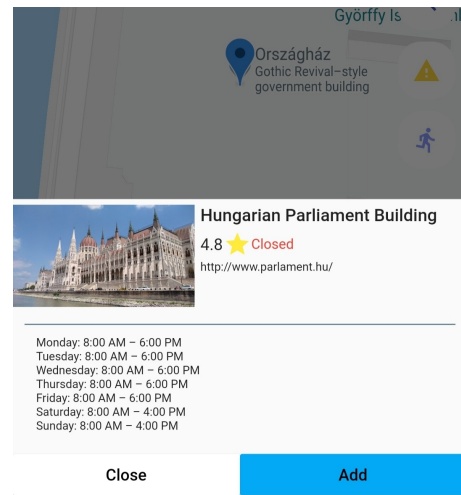 Györffy Is
Országház
Gothic Revival-style
government building
Hungarian Parliament Building
4.8 Closed
http://www.parlament.hu/
Monday: 8:00 AM – 6:00 PM
Tuesday: 8:00 AM – 6:00 PM
Wednesday: 8:00 AM – 6:00 PM
Thursday: 8:00 AM – 6:00 PM
Friday: 8:00 AM – 6:00 PM
Saturday: 8:00 AM – 4:00 PM
Sunday: 8:00 AM – 4:00 PM
Close
Add